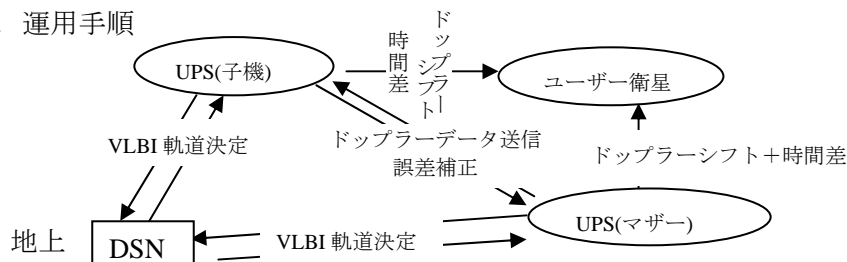 運用手順
UPS(子機)
時間差
ドップラーシフト
ユーザー衛星
VLBI 軌道決定
ドップラーデータ送信
誤差補正
ドップラーシフト＋時間差
UPS(マザー)
地上
DSN
VLBI 軌道決定